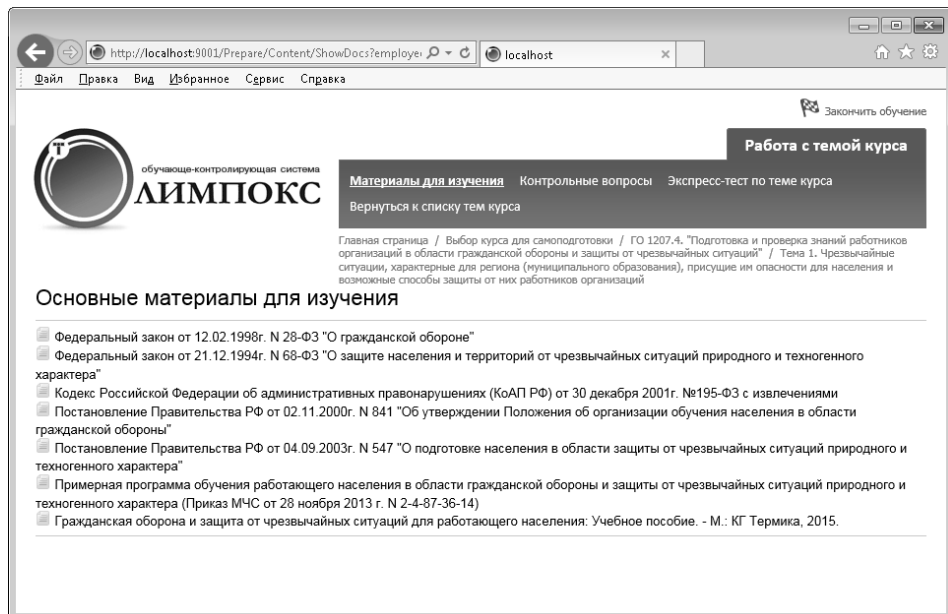 http://localhost:9001/Prepare/Content/ShowDocs?employe
localhost
Файл Правка Вид Избранное Сервис Справка
Закончить обучение
Работа с темой курса
обучающе-контролирующая система
ЛИМПОКС
Материалы для изучения Контрольные вопросы Экспресс-тест по теме курса
Вернуться к списку тем курса
Главная страница / Выбор курса для самоподготовки / ГО 1207.4. "Подготовка и проверка знаний работников
организаций в области гражданской обороны и защиты от чрезвычайных ситуаций" / Тема 1. Чрезвычайные
ситуации, характерные для региона (муниципального образования), присущие им опасности для населения и
возможные способы защиты от них работников организаций
Основные материалы для изучения
Федеральный закон от 12.02.1998г. N 28-ФЗ "О гражданской обороне"
Федеральный закон от 21.12.1994г. N 68-ФЗ "О защите населения и территорий от чрезвычайных ситуаций природного и техногенного
характера"
Кодекс Российской Федерации об административных правонарушениях (КоАП РФ) от 30 декабря 2001г. №195-ФЗ с извлечениями
Постановление Правительства РФ от 02.11.2000г. N 841 "Об утверждении Положения об организации обучения населения в области
гражданской обороны"
Постановление Правительства РФ от 04.09.2003г. N 547 "О подготовке населения в области защиты от чрезвычайных ситуаций природного и
техногенного характера"
Примерная программа обучения работающего населения в области гражданской обороны и защиты от чрезвычайных ситуаций природного и
техногенного характера (Приказ МЧС от 28 ноября 2013 г. N 2-4-87-36-14)
Гражданская оборона и защита от чрезвычайных ситуаций для работающего населения: Учебное пособие. - М.: КГ Термика, 2015.